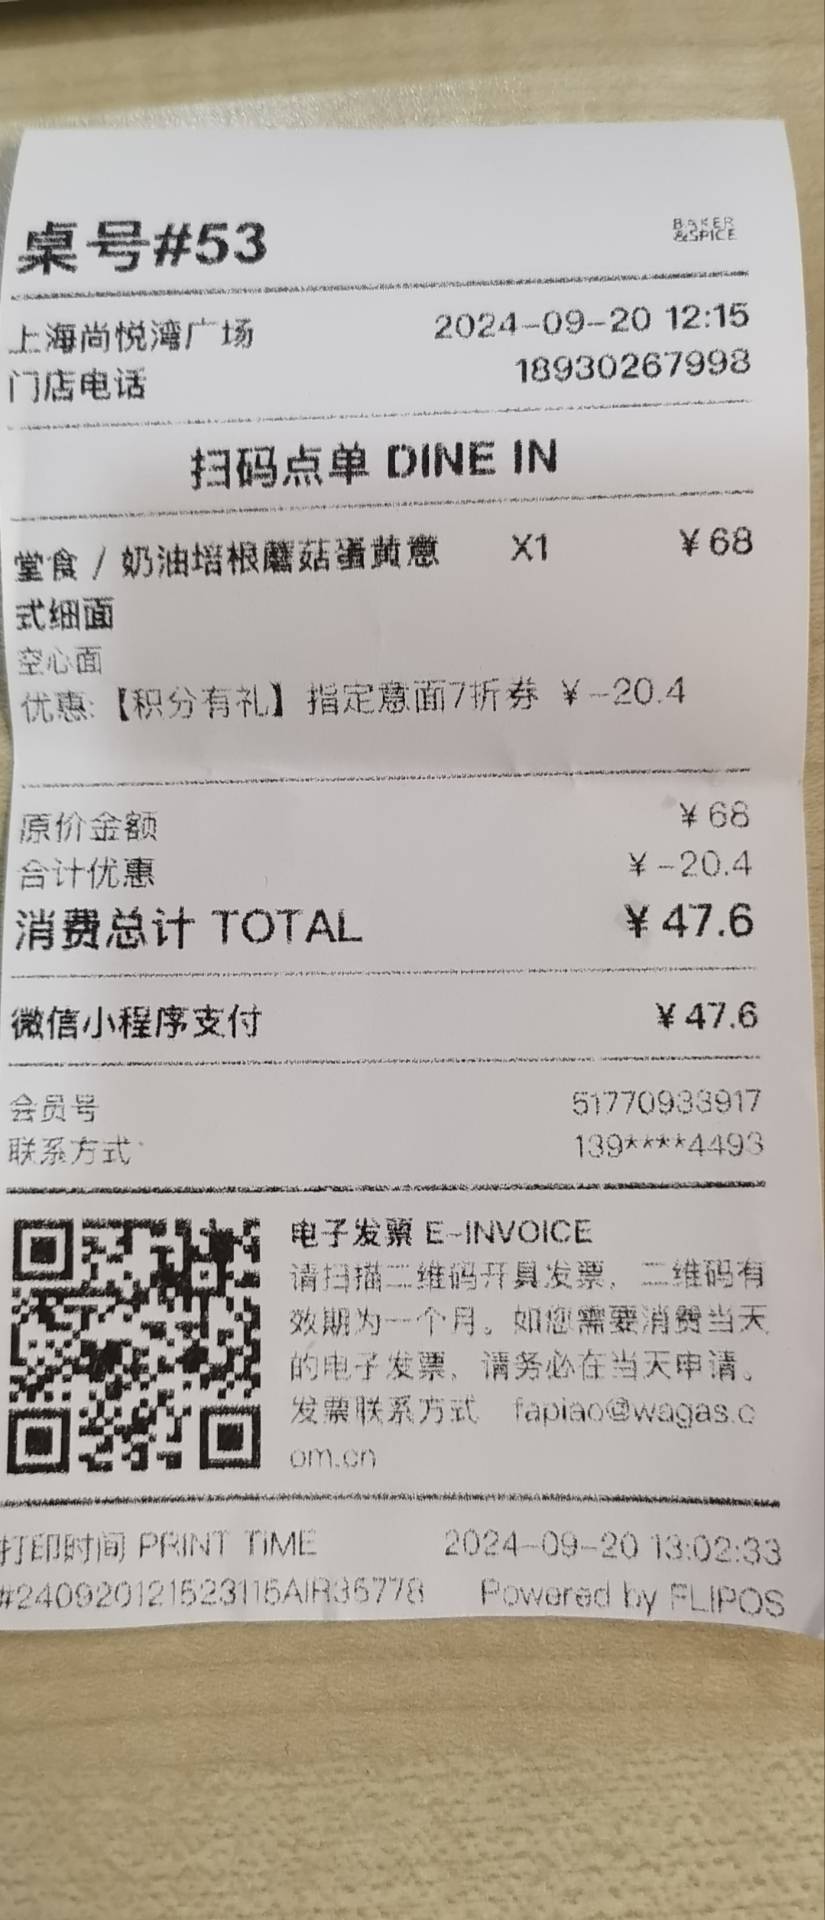 桌号#53
BAKER
&SPICE
上海尚悦湾广场 2024-09-20 12:15
门店电话 18930267998
扫码点单 DINE IN
堂食 / 奶油培根蘑菇蛋黄意 X1 ¥68
式细面
空心面
优惠:【积分有礼】指定意面7折券 ¥-20.4
原价金额 ¥68
合计优惠 ¥-20.4
消费总计 TOTAL ¥47.6
微信小程序支付 ¥47.6
会员号 51770933917
联系方式 139****4493
电子发票 E-INVOICE
请扫描二维码开具发票，二维码有
效期为一个月。如您需要消费当天
的电子发票，请务必在当天申请。
发票联系方式 fapiao@wagas.c
om.cn
打印时间 PRINT TIME 2024-09-20 13:02:33
#240920121523115AIR36778 Powered by FLIPOS